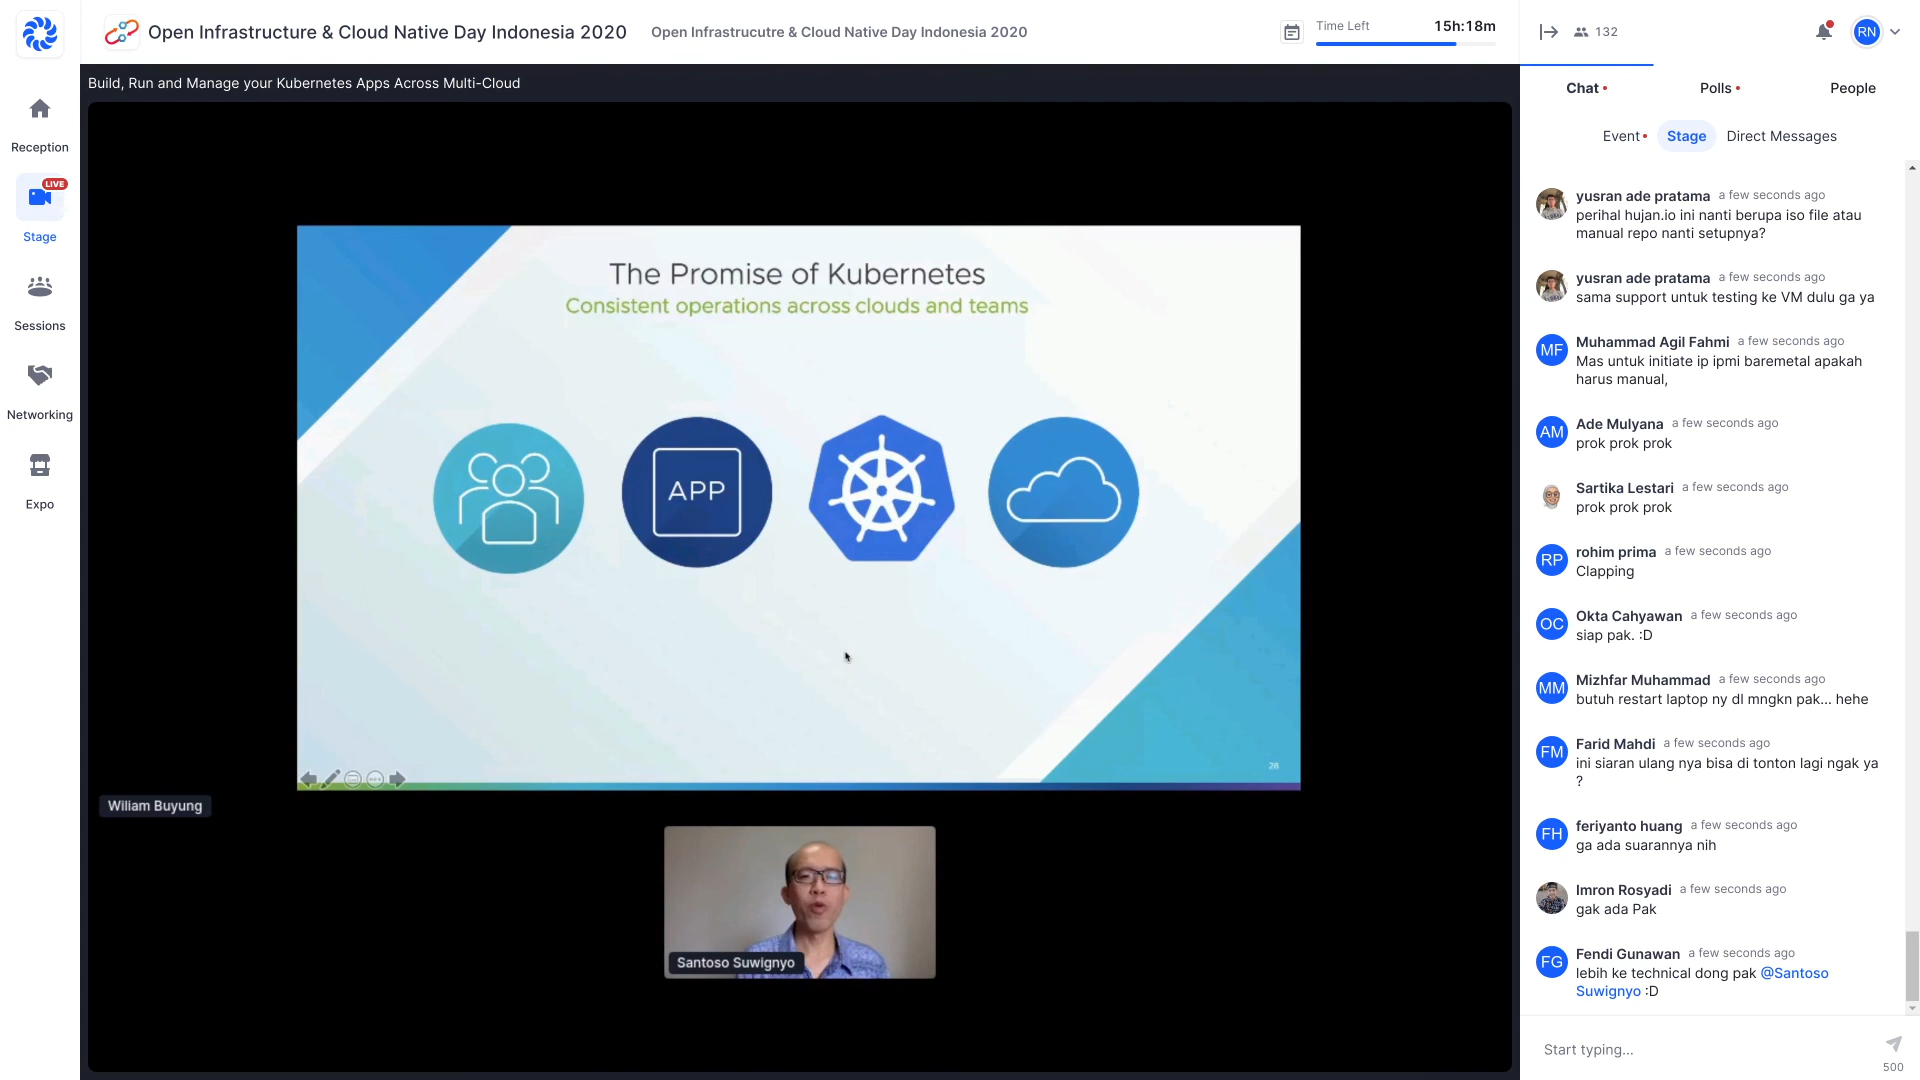 Open Infrastructure & Cloud Native Day Indonesia 2020
Open Infrastrucutre & Cloud Native Day Indonesia 2020
Time Left
15h:18m
132
RN
Reception
LIVE
Stage
Sessions
Networking
Expo
Build, Run and Manage your Kubernetes Apps Across Multi-Cloud
The Promise of Kubernetes
Consistent operations across clouds and teams
APP
28
Wiliam Buyung
Santoso Suwignyo
Chat
Polls
People
Event
Stage
Direct Messages
yusran ade pratama a few seconds ago
perihal hujan.io ini nanti berupa iso file atau
manual repo nanti setupnya?
yusran ade pratama a few seconds ago
sama support untuk testing ke VM dulu ga ya
MF
Muhammad Agil Fahmi a few seconds ago
Mas untuk initiate ip ipmi baremetal apakah
harus manual,
AM
Ade Mulyana a few seconds ago
prok prok prok
Sartika Lestari a few seconds ago
prok prok prok
RP
rohim prima a few seconds ago
Clapping
OC
Okta Cahyawan a few seconds ago
siap pak. :D
MM
Mizhfar Muhammad a few seconds ago
butuh restart laptop ny dl mngkn pak... hehe
FM
Farid Mahdi a few seconds ago
ini siaran ulang nya bisa di tonton lagi ngak ya
?
FH
feriyanto huang a few seconds ago
ga ada suarannya nih
Imron Rosyadi a few seconds ago
gak ada Pak
FG
Fendi Gunawan a few seconds ago
lebih ke technical dong pak @Santoso
Suwignyo :D
Start typing...
500